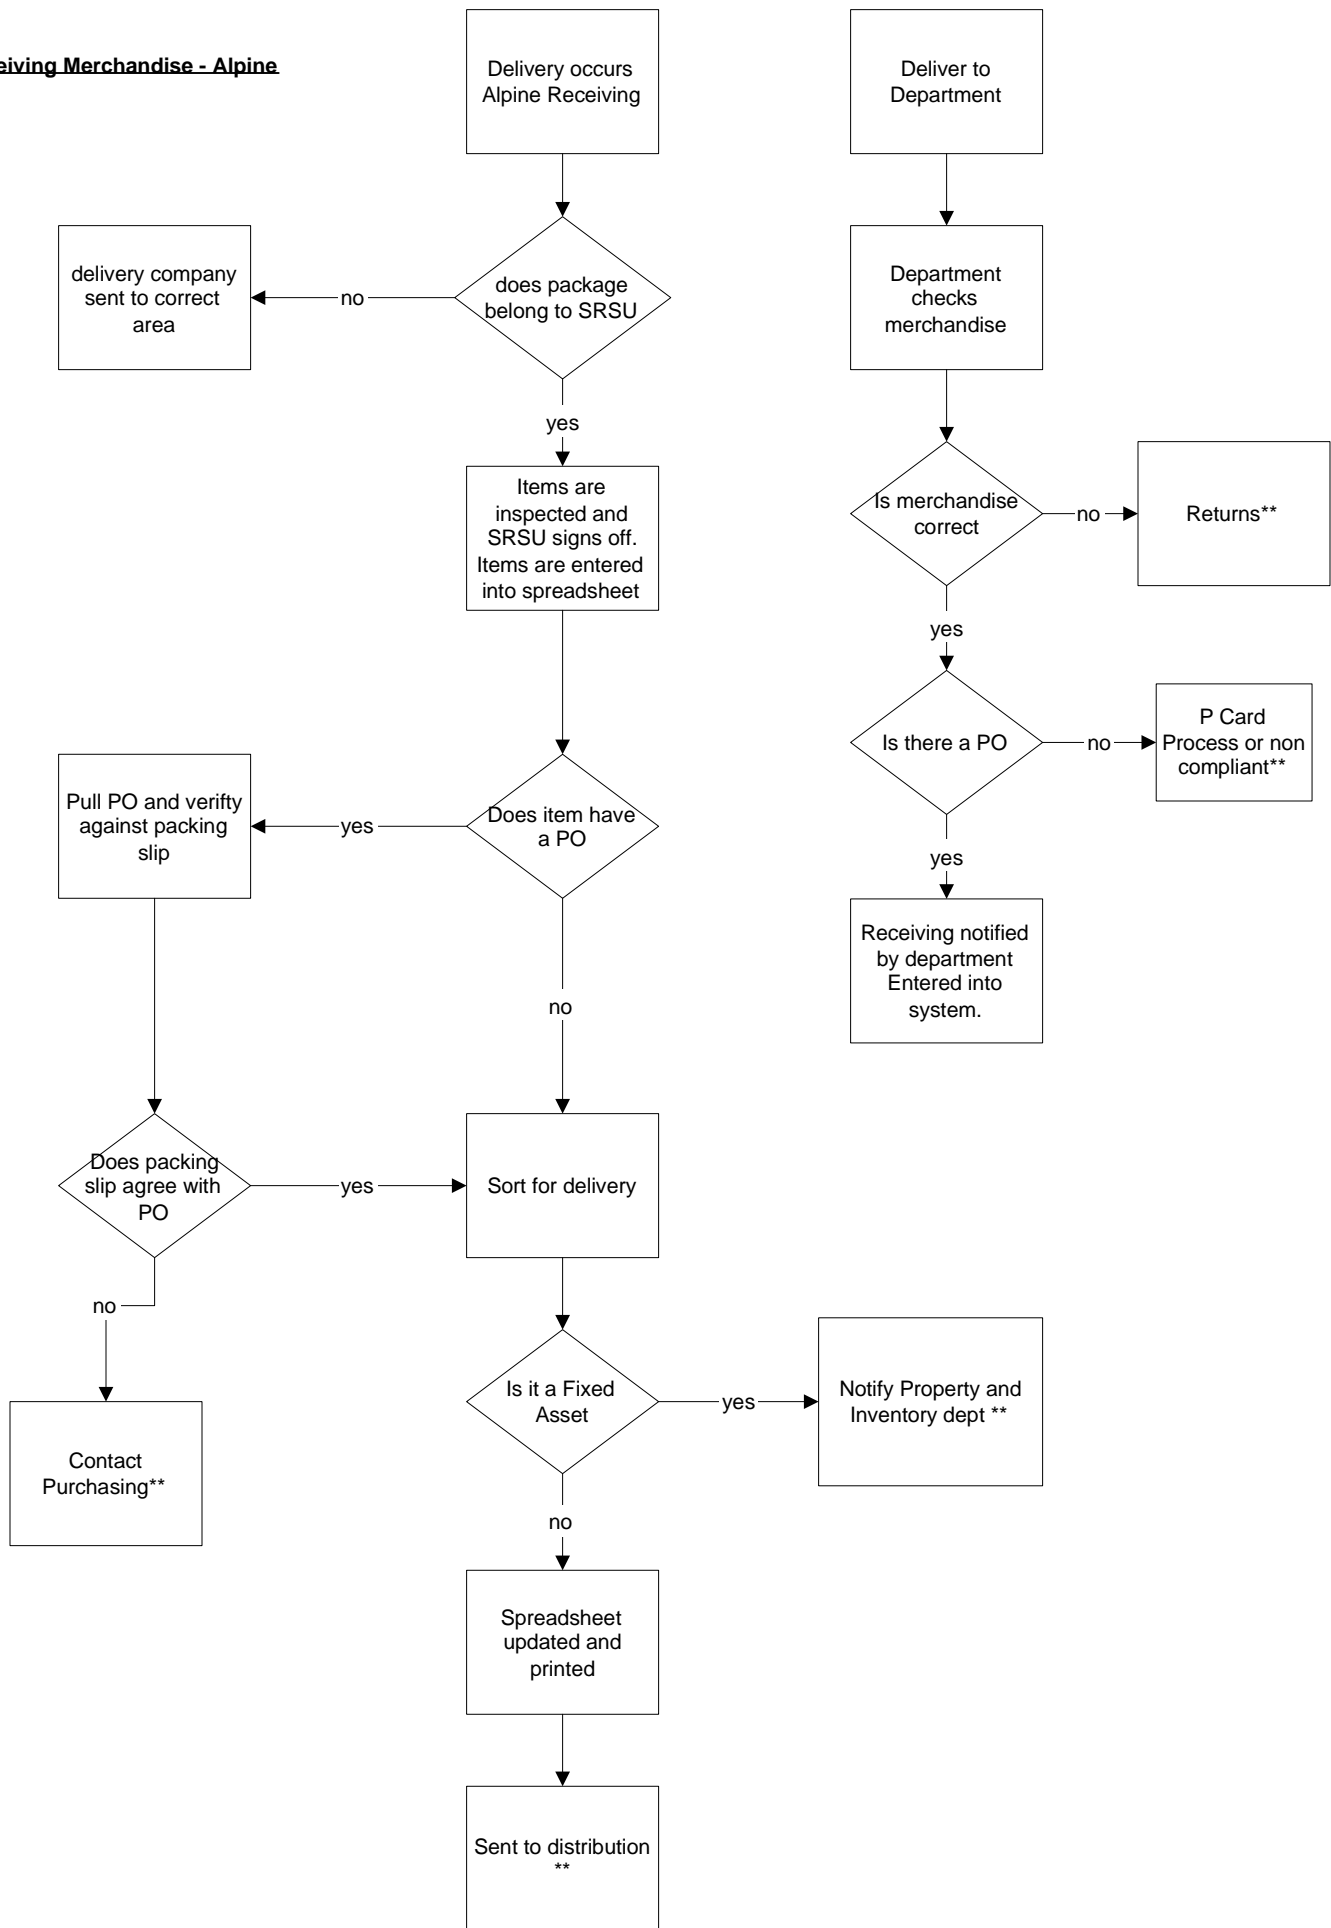 eiving Merchandise - Alpine
Delivery occurs
Alpine Receiving
does package
belong to SRSU
no
delivery company
sent to correct
area
yes
Items are
inspected and
SRSU signs off.
Items are entered
into spreadsheet
Does item have
a PO
yes
Pull PO and verifty
against packing
slip
no
Does packing
slip agree with
PO
yes
Sort for delivery
no
Contact
Purchasing**
Is it a Fixed
Asset
yes
Notify Property and
Inventory dept **
no
Spreadsheet
updated and
printed
Sent to distribution
**
Deliver to
Department
Department
checks
merchandise
Is merchandise
correct
no
Returns**
yes
Is there a PO
no
P Card
Process or non
compliant**
yes
Receiving notified
by department
Entered into
system.